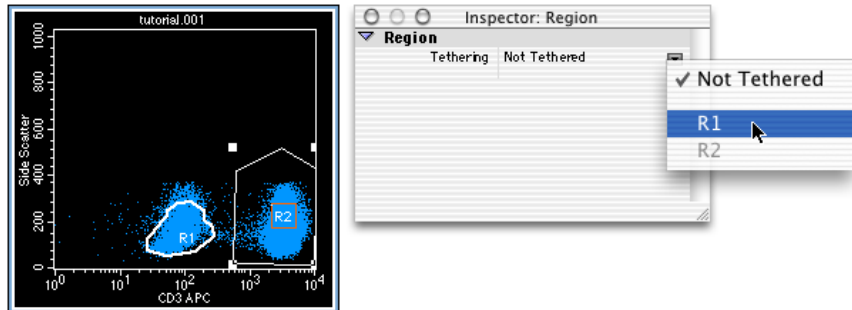 tutorial.001
1000
800
600
400
200
0
Side Scatter
R1
R2
10^0 10^1 10^2 10^3 10^4
CD3 APC
Inspector: Region
Region
Tethering Not Tethered
✓ Not Tethered
R1
R2